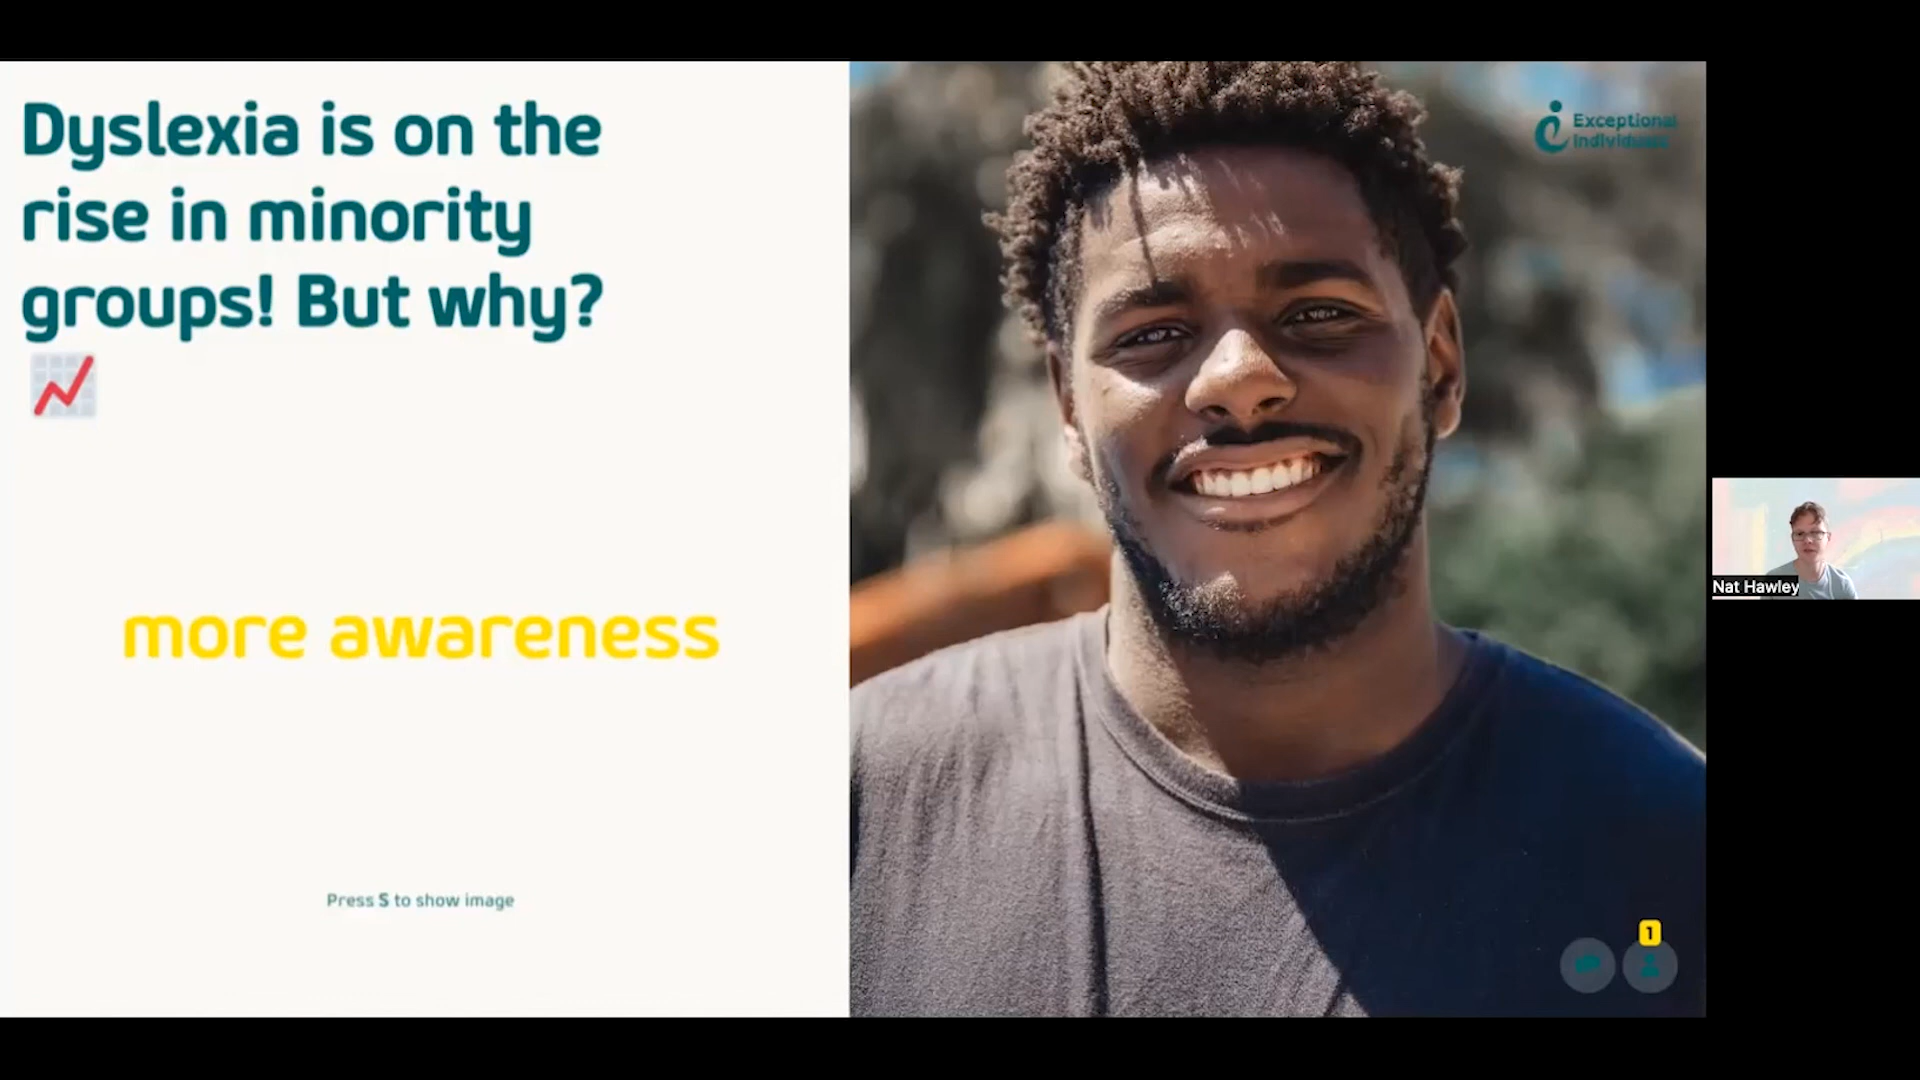 Dyslexia is on the
rise in minority
groups! But why?
more awareness
Press S to show image
Exceptional
Individuals
1
Nat Hawley